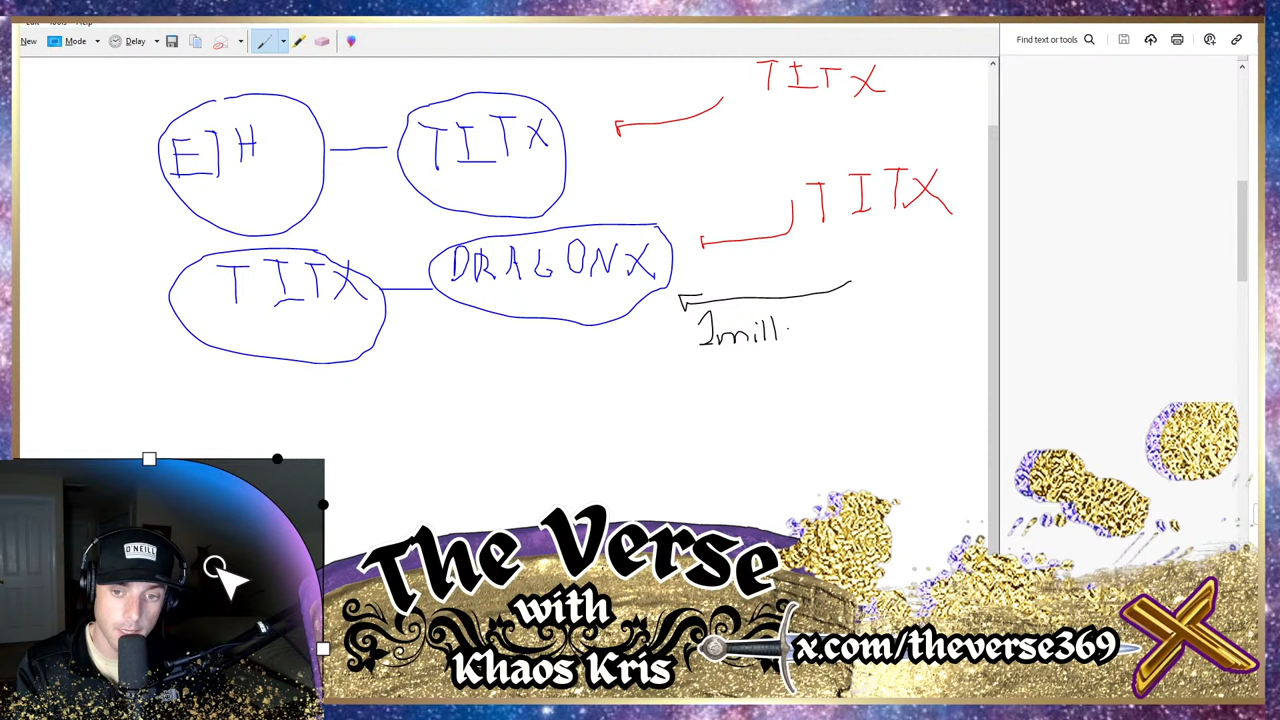 New Mode Delay Find text or tools
TITX
ETH TITX
TITX
TITX DRAGONX
1mill.
O'NEILL
The Verse
with
Khaos Kris
x.com/theverse369
X